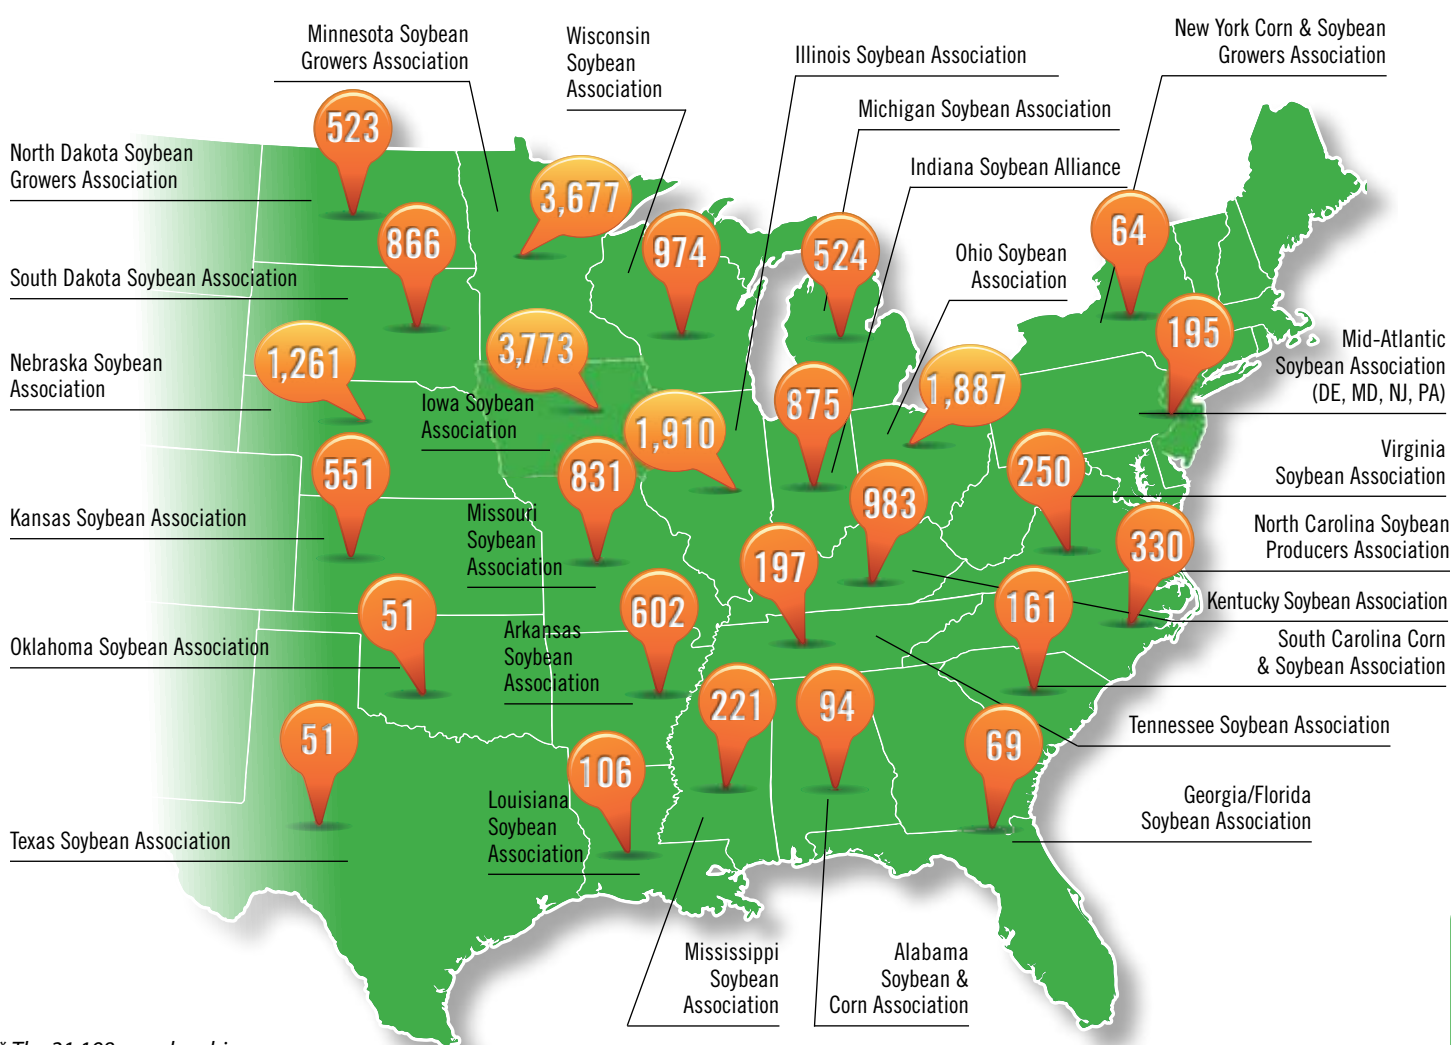 Minnesota Soybean
Growers Association
Wisconsin
Soybean
Association
Illinois Soybean Association
New York Corn & Soybean
Growers Association
Michigan Soybean Association
Indiana Soybean Alliance
Ohio Soybean
Association
North Dakota Soybean
Growers Association
South Dakota Soybean Association
Nebraska Soybean
Association
Iowa Soybean
Association
Kansas Soybean Association
Missouri
Soybean
Association
Oklahoma Soybean Association
Arkansas
Soybean
Association
Texas Soybean Association
Louisiana
Soybean
Association
Mississippi
Soybean
Association
Alabama
Soybean &
Corn Association
Mid-Atlantic
Soybean Association
(DE, MD, NJ, PA)
Virginia
Soybean Association
North Carolina Soybean
Producers Association
Kentucky Soybean Association
South Carolina Corn
& Soybean Association
Tennessee Soybean Association
Georgia/Florida
Soybean Association
523
3,677
866
974
524
64
195
1,261
3,773
1,910
875
1,887
551
831
983
250
330
197
161
51
602
221
94
69
51
106